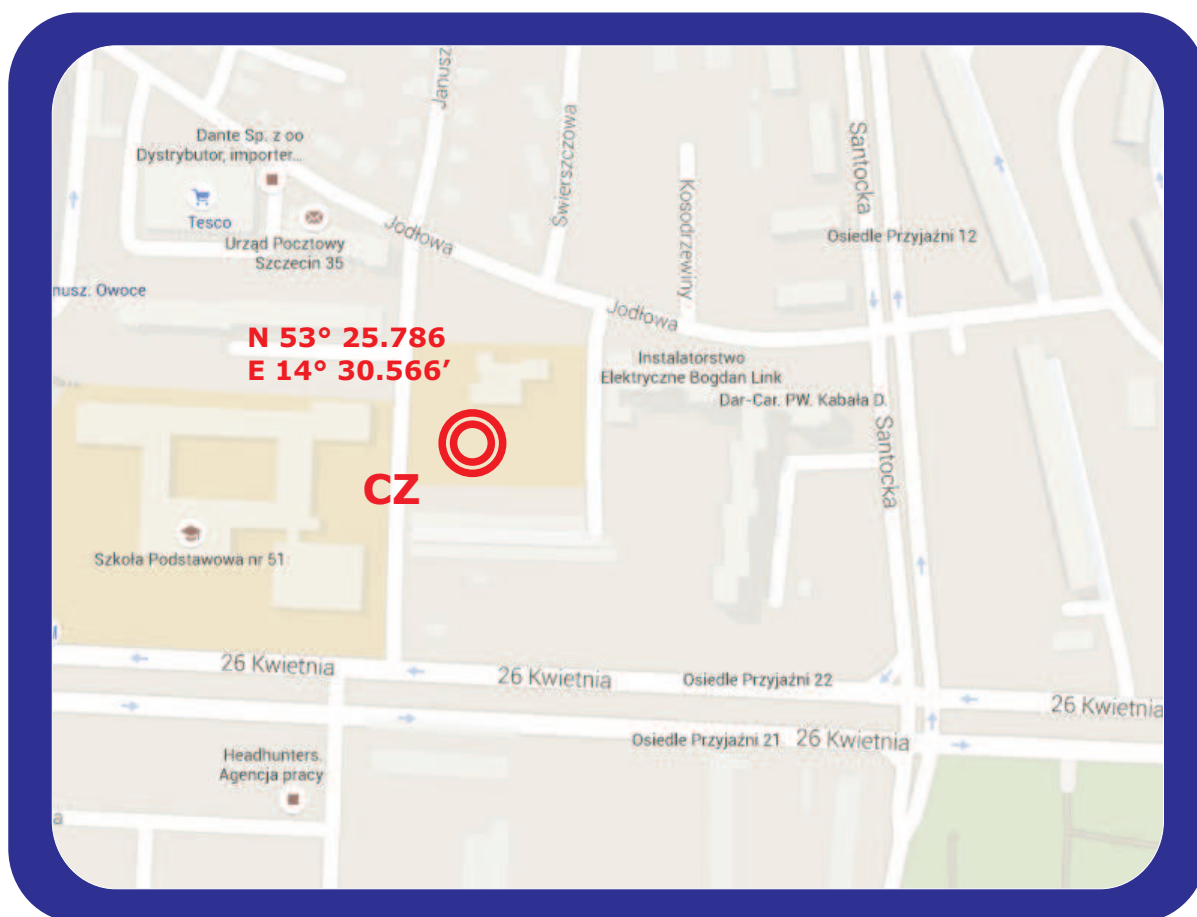 Janusz
Dante Sp. z oo
Dystrybutor, importer...
Tesco
Urząd Pocztowy
Szczecin 35
Jodłowa
Świerszczowa
Kosodrzewiny
Santocka
Osiedle Przyjaźni 12
nusz. Owoce
N 53° 25.786
E 14° 30.566’
Jodłowa
Instalatorstwo
Elektryczne Bogdan Link
Dar-Car. PW. Kabała D.
Santocka
CZ
Szkoła Podstawowa nr 51
26 Kwietnia
26 Kwietnia
Osiedle Przyjaźni 22
26 Kwietnia
Osiedle Przyjaźni 21
26 Kwietnia
Headhunters.
Agencja pracy
a